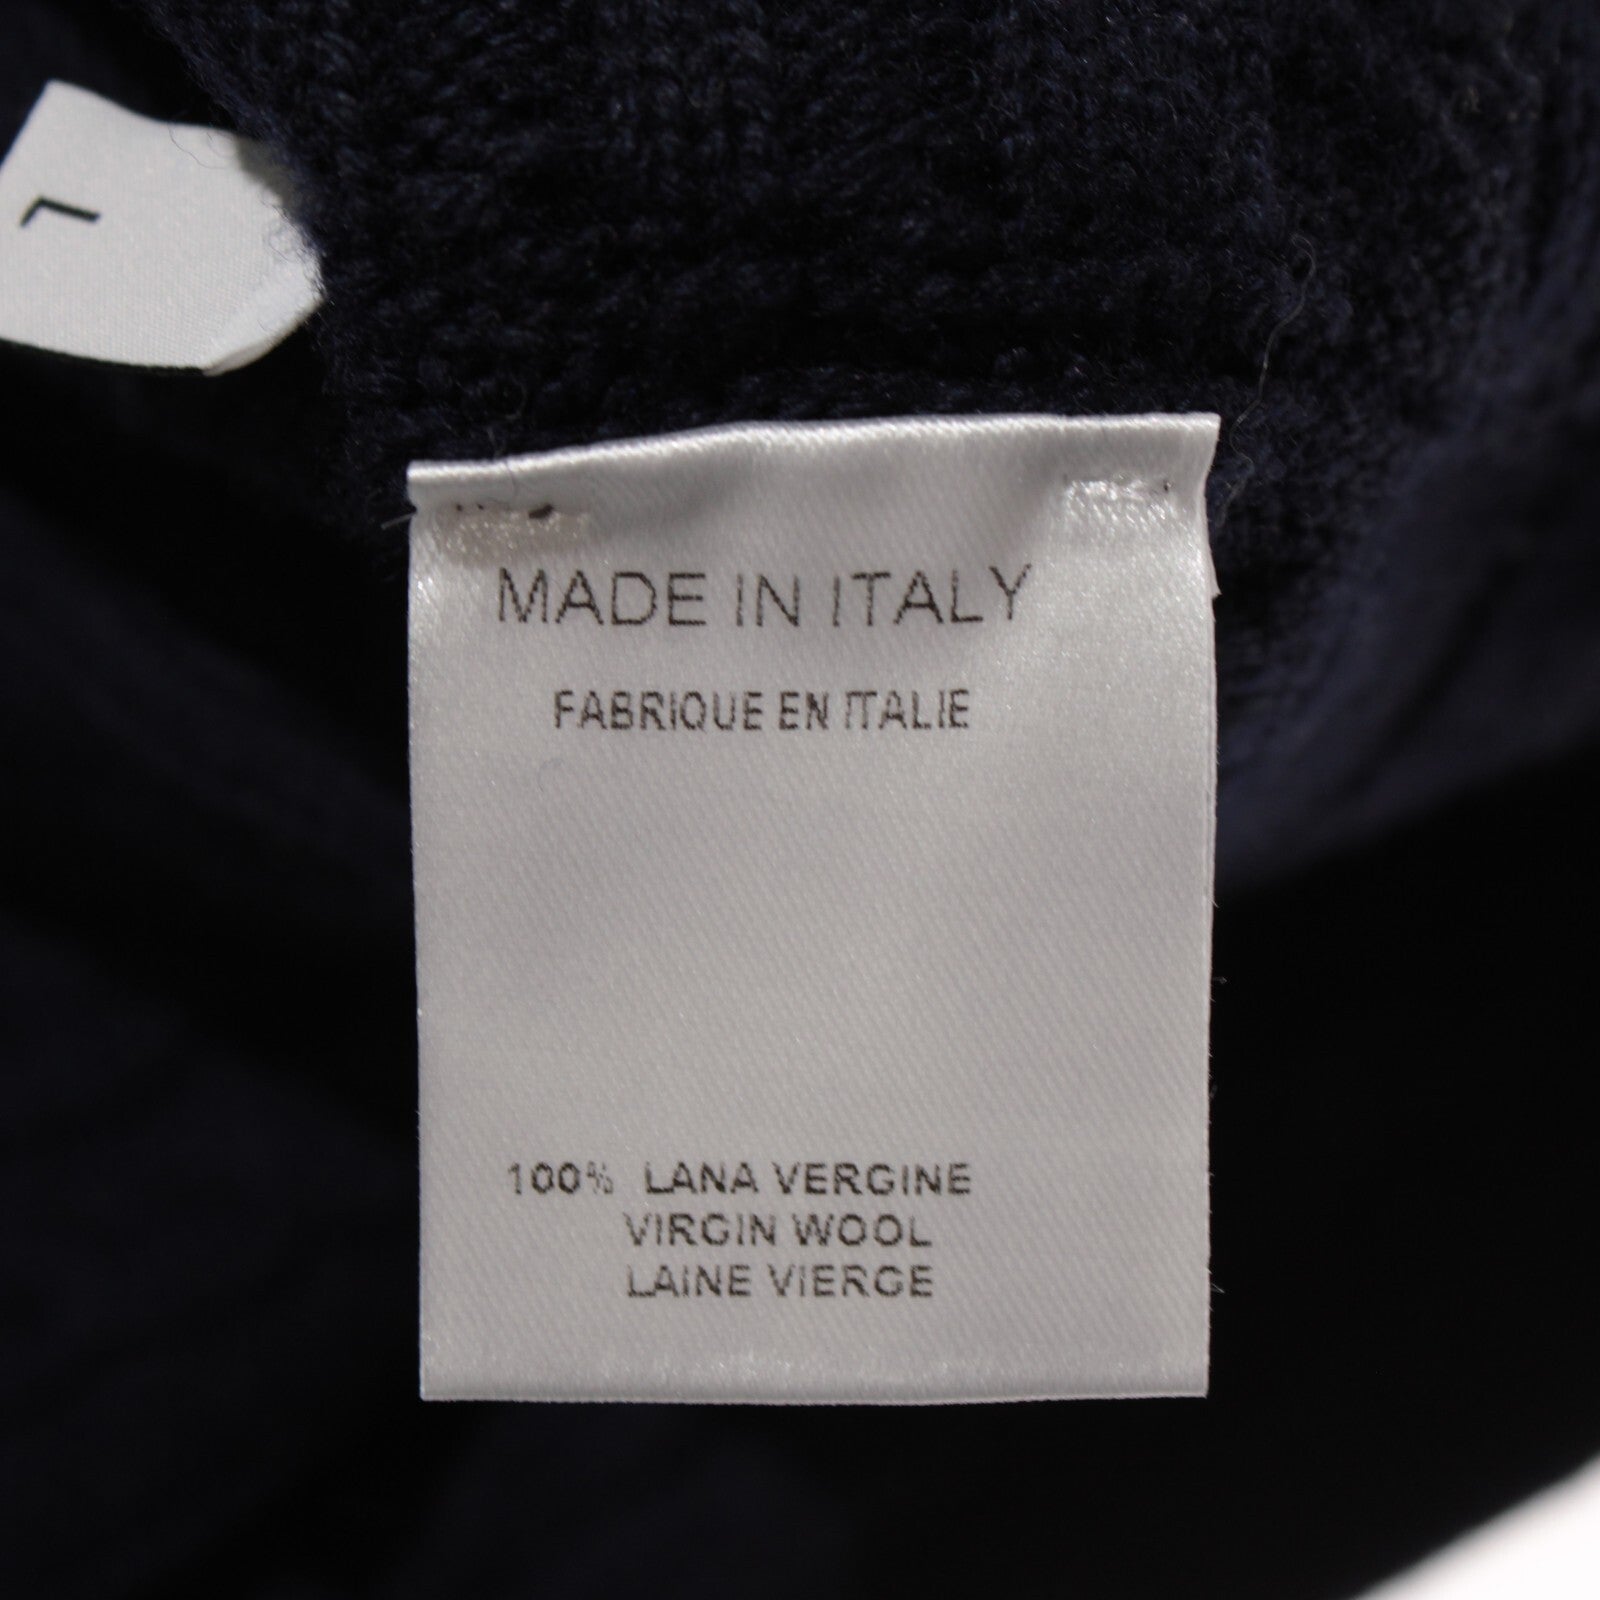 L
MADE IN ITALY
FABRIQUE EN ITALIE
100% LANA VERGINE
VIRGIN WOOL
LAINE VIERGE